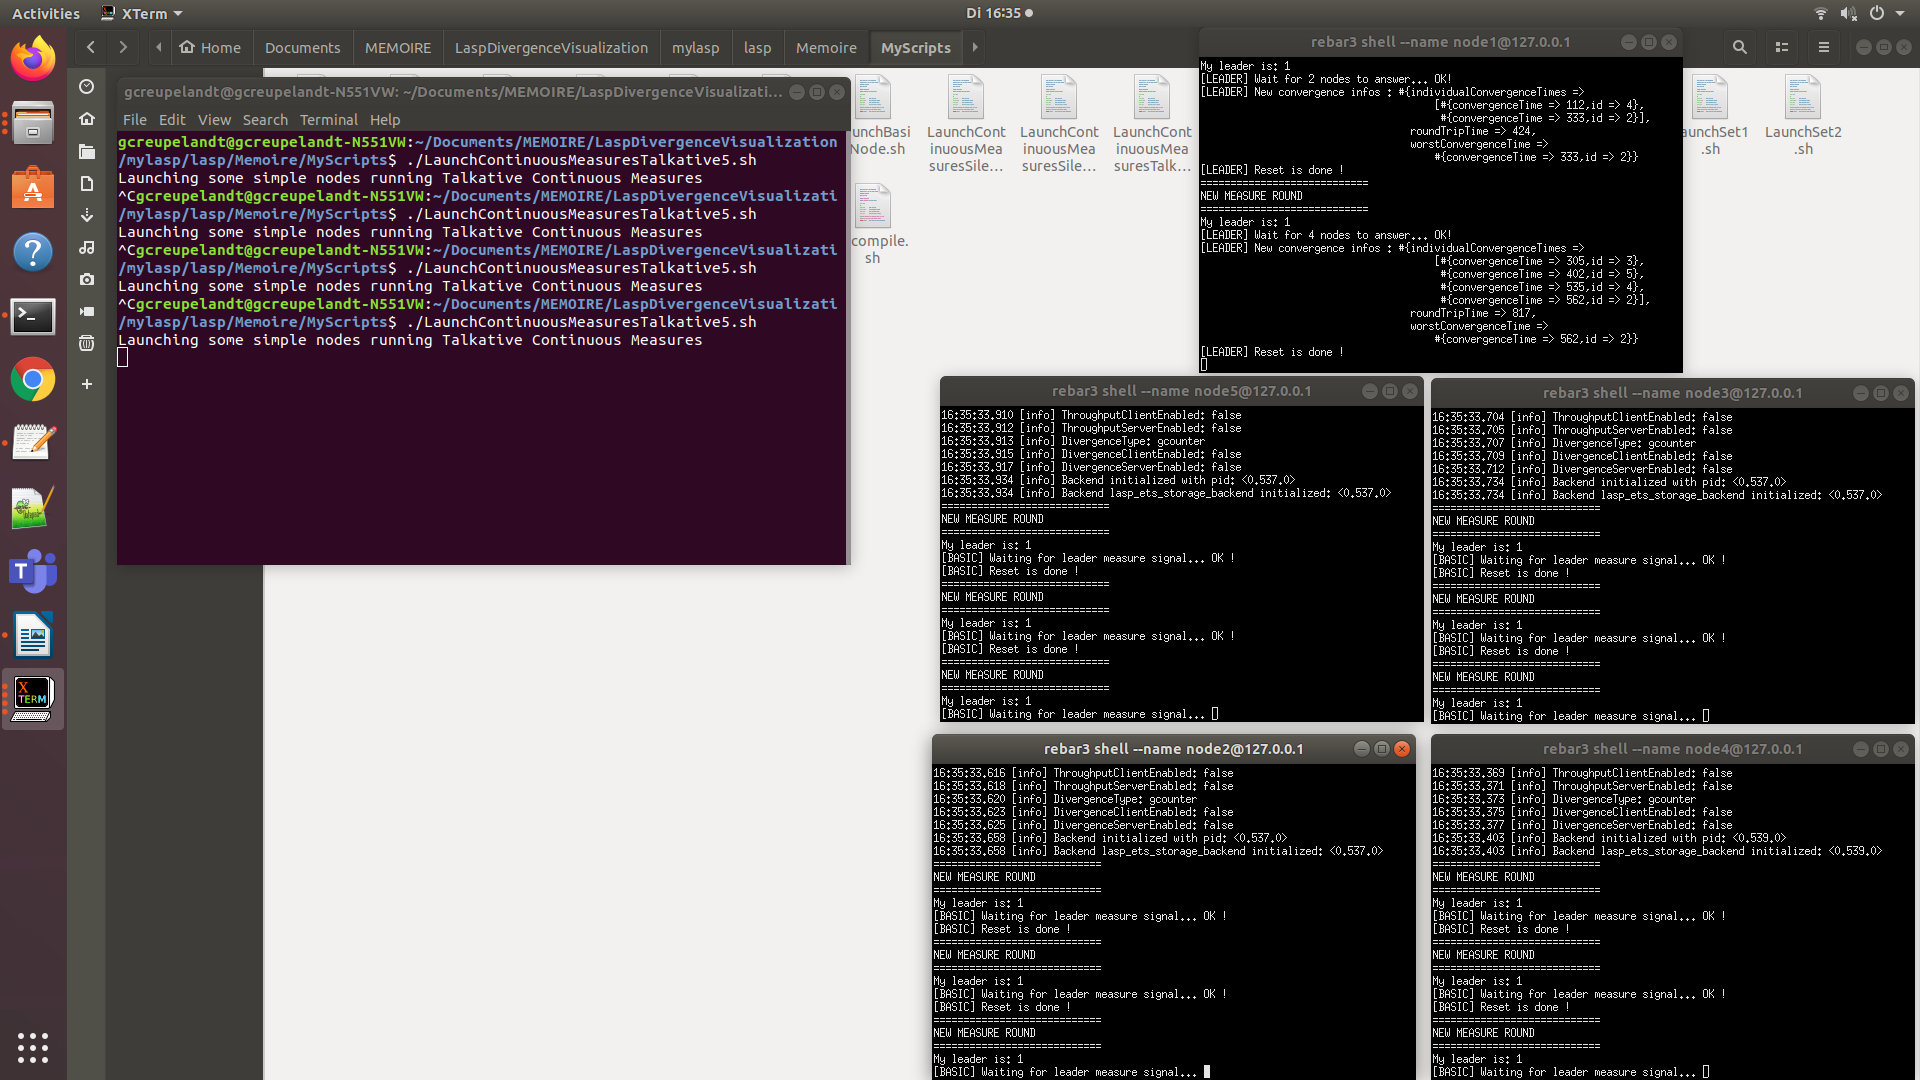 Activities
XTerm
Di 16:35
Home
Documents
MEMOIRE
LaspDivergenceVisualization
mylasp
lasp
Memoire
MyScripts
gcreupelandt@gcreupelandt-N551VW: ~/Documents/MEMOIRE/LaspDivergenceVisualizati...
File Edit View Search Terminal Help
gcreupelandt@gcreupelandt-N551VW:~/Documents/MEMOIRE/LaspDivergenceVisualization
/mylasp/lasp/Memoire/MyScripts$ ./LaunchContinuousMeasuresTalkative5.sh
Launching some simple nodes running Talkative Continuous Measures
^Cgcreupelandt@gcreupelandt-N551VW:~/Documents/MEMOIRE/LaspDivergenceVisualizati
/mylasp/lasp/Memoire/MyScripts$ ./LaunchContinuousMeasuresTalkative5.sh
Launching some simple nodes running Talkative Continuous Measures
^Cgcreupelandt@gcreupelandt-N551VW:~/Documents/MEMOIRE/LaspDivergenceVisualizati
/mylasp/lasp/Memoire/MyScripts$ ./LaunchContinuousMeasuresTalkative5.sh
Launching some simple nodes running Talkative Continuous Measures
^Cgcreupelandt@gcreupelandt-N551VW:~/Documents/MEMOIRE/LaspDivergenceVisualizati
/mylasp/lasp/Memoire/MyScripts$ ./LaunchContinuousMeasuresTalkative5.sh
Launching some simple nodes running Talkative Continuous Measures
unchBasi
Node.sh
LaunchCont
inuousMea
suresSile...
LaunchCont
inuousMea
suresSile...
LaunchCont
inuousMea
suresTalk...
aunchSet1
.sh
LaunchSet2
.sh
compile.
sh
rebar3 shell --name node1@127.0.0.1
My leader is: 1
[LEADER] Wait for 2 nodes to answer... OK!
[LEADER] New convergence infos : #{individualConvergenceTimes =>
[#{convergenceTime => 112,id => 4},
#{convergenceTime => 333,id => 2}],
roundTripTime => 424,
worstConvergenceTime =>
#{convergenceTime => 333,id => 2}}
[LEADER] Reset is done !
============================
NEW MEASURE ROUND
============================
My leader is: 1
[LEADER] Wait for 4 nodes to answer... OK!
[LEADER] New convergence infos : #{individualConvergenceTimes =>
[#{convergenceTime => 305,id => 3},
#{convergenceTime => 402,id => 5},
#{convergenceTime => 535,id => 4},
#{convergenceTime => 562,id => 2}],
roundTripTime => 817,
worstConvergenceTime =>
#{convergenceTime => 562,id => 2}}
[LEADER] Reset is done !
rebar3 shell --name node5@127.0.0.1
16:35:33.910 [info] ThroughputClientEnabled: false
16:35:33.912 [info] ThroughputServerEnabled: false
16:35:33.913 [info] DivergenceType: gcounter
16:35:33.915 [info] DivergenceClientEnabled: false
16:35:33.917 [info] DivergenceServerEnabled: false
16:35:33.934 [info] Backend initialized with pid: <0.537.0>
16:35:33.934 [info] Backend lasp_ets_storage_backend initialized: <0.537.0>
============================
NEW MEASURE ROUND
============================
My leader is: 1
[BASIC] Waiting for leader measure signal... OK !
[BASIC] Reset is done !
============================
NEW MEASURE ROUND
============================
My leader is: 1
[BASIC] Waiting for leader measure signal... OK !
[BASIC] Reset is done !
============================
NEW MEASURE ROUND
============================
My leader is: 1
[BASIC] Waiting for leader measure signal...
rebar3 shell --name node3@127.0.0.1
16:35:33.704 [info] ThroughputClientEnabled: false
16:35:33.705 [info] ThroughputServerEnabled: false
16:35:33.707 [info] DivergenceType: gcounter
16:35:33.709 [info] DivergenceClientEnabled: false
16:35:33.712 [info] DivergenceServerEnabled: false
16:35:33.734 [info] Backend initialized with pid: <0.537.0>
16:35:33.734 [info] Backend lasp_ets_storage_backend initialized: <0.537.0>
============================
NEW MEASURE ROUND
============================
My leader is: 1
[BASIC] Waiting for leader measure signal... OK !
[BASIC] Reset is done !
============================
NEW MEASURE ROUND
============================
My leader is: 1
[BASIC] Waiting for leader measure signal... OK !
[BASIC] Reset is done !
============================
NEW MEASURE ROUND
============================
My leader is: 1
[BASIC] Waiting for leader measure signal...
rebar3 shell --name node2@127.0.0.1
16:35:33.616 [info] ThroughputClientEnabled: false
16:35:33.618 [info] ThroughputServerEnabled: false
16:35:33.620 [info] DivergenceType: gcounter
16:35:33.623 [info] DivergenceClientEnabled: false
16:35:33.625 [info] DivergenceServerEnabled: false
16:35:33.658 [info] Backend initialized with pid: <0.537.0>
16:35:33.658 [info] Backend lasp_ets_storage_backend initialized: <0.537.0>
============================
NEW MEASURE ROUND
============================
My leader is: 1
[BASIC] Waiting for leader measure signal... OK !
[BASIC] Reset is done !
============================
NEW MEASURE ROUND
============================
My leader is: 1
[BASIC] Waiting for leader measure signal... OK !
[BASIC] Reset is done !
============================
NEW MEASURE ROUND
============================
My leader is: 1
[BASIC] Waiting for leader measure signal...
rebar3 shell --name node4@127.0.0.1
16:35:33.369 [info] ThroughputClientEnabled: false
16:35:33.371 [info] ThroughputServerEnabled: false
16:35:33.373 [info] DivergenceType: gcounter
16:35:33.375 [info] DivergenceClientEnabled: false
16:35:33.377 [info] DivergenceServerEnabled: false
16:35:33.403 [info] Backend initialized with pid: <0.539.0>
16:35:33.403 [info] Backend lasp_ets_storage_backend initialized: <0.539.0>
============================
NEW MEASURE ROUND
============================
My leader is: 1
[BASIC] Waiting for leader measure signal... OK !
[BASIC] Reset is done !
============================
NEW MEASURE ROUND
============================
My leader is: 1
[BASIC] Waiting for leader measure signal... OK !
[BASIC] Reset is done !
============================
NEW MEASURE ROUND
============================
My leader is: 1
[BASIC] Waiting for leader measure signal...